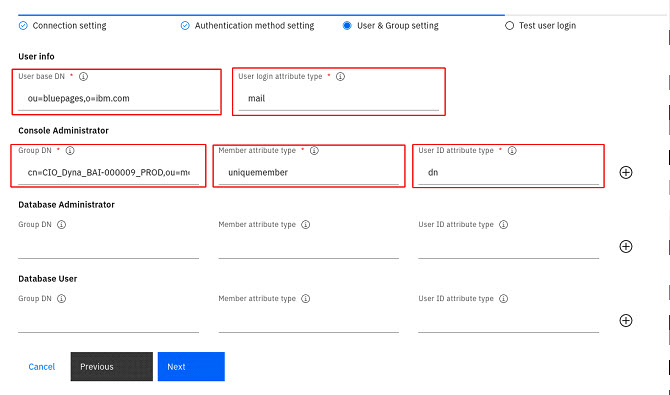 Connection setting Authentication method setting User & Group setting Test user login
User info
User base DN * User login attribute type *
ou=bluepages,o=ibm.com mail
Console Administrator
Group DN * Member attribute type * User ID attribute type *
cn=CIO_Dyna_BAI-000009_PROD,ou=me uniquemember dn
Database Administrator
Group DN Member attribute type User ID attribute type
Database User
Group DN Member attribute type User ID attribute type
Cancel Previous Next